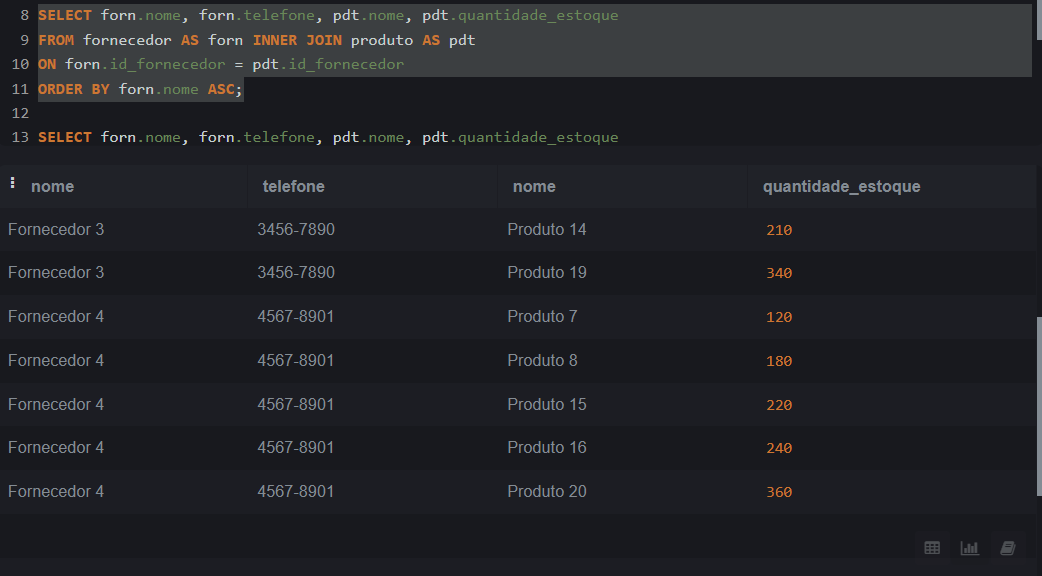 8 SELECT forn.nome, forn.telefone, pdt.nome, pdt.quantidade_estoque
9 FROM fornecedor AS forn INNER JOIN produto AS pdt
10 ON forn.id_fornecedor = pdt.id_fornecedor
11 ORDER BY forn.nome ASC;
12
13 SELECT forn.nome, forn.telefone, pdt.nome, pdt.quantidade_estoque
nome telefone nome quantidade_estoque
Fornecedor 3 3456-7890 Produto 14 210
Fornecedor 3 3456-7890 Produto 19 340
Fornecedor 4 4567-8901 Produto 7 120
Fornecedor 4 4567-8901 Produto 8 180
Fornecedor 4 4567-8901 Produto 15 220
Fornecedor 4 4567-8901 Produto 16 240
Fornecedor 4 4567-8901 Produto 20 360